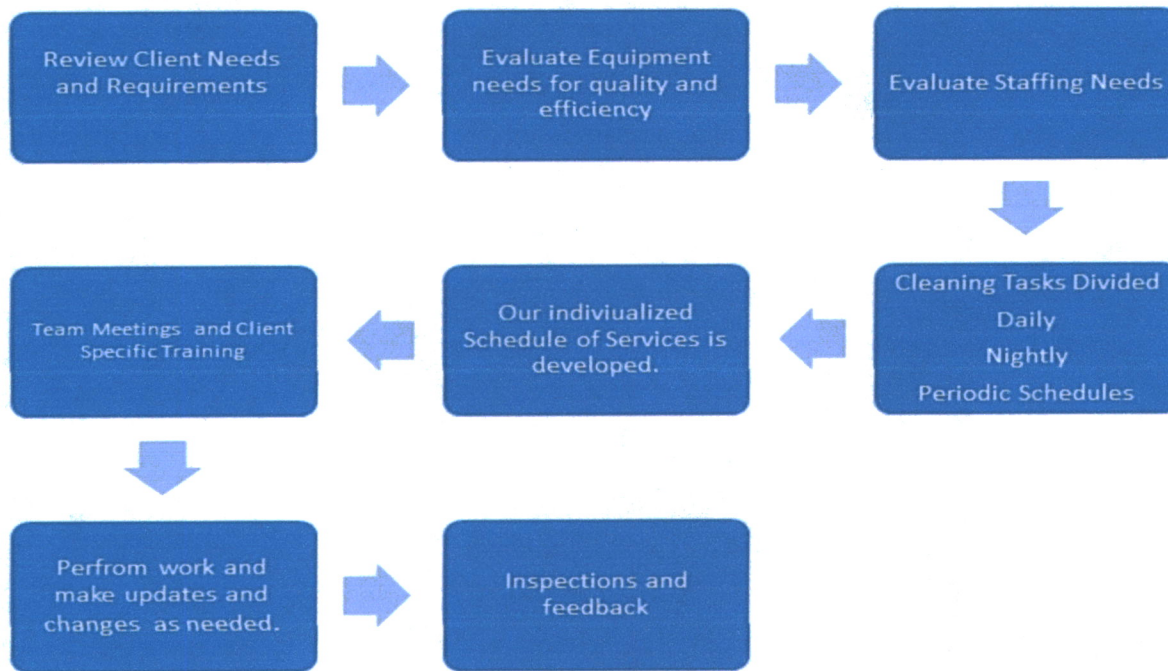 Review Client Needs
and Requirements
Evaluate Equipment
needs for quality and
efficiency
Evaluate Staffing Needs
Cleaning Tasks Divided
Daily
Nightly
Periodic Schedules
Our indiviualized
Schedule of Services is
developed.
Team Meetings and Client
Specific Training
Perfrom work and
make updates and
changes as needed.
Inspections and
feedback